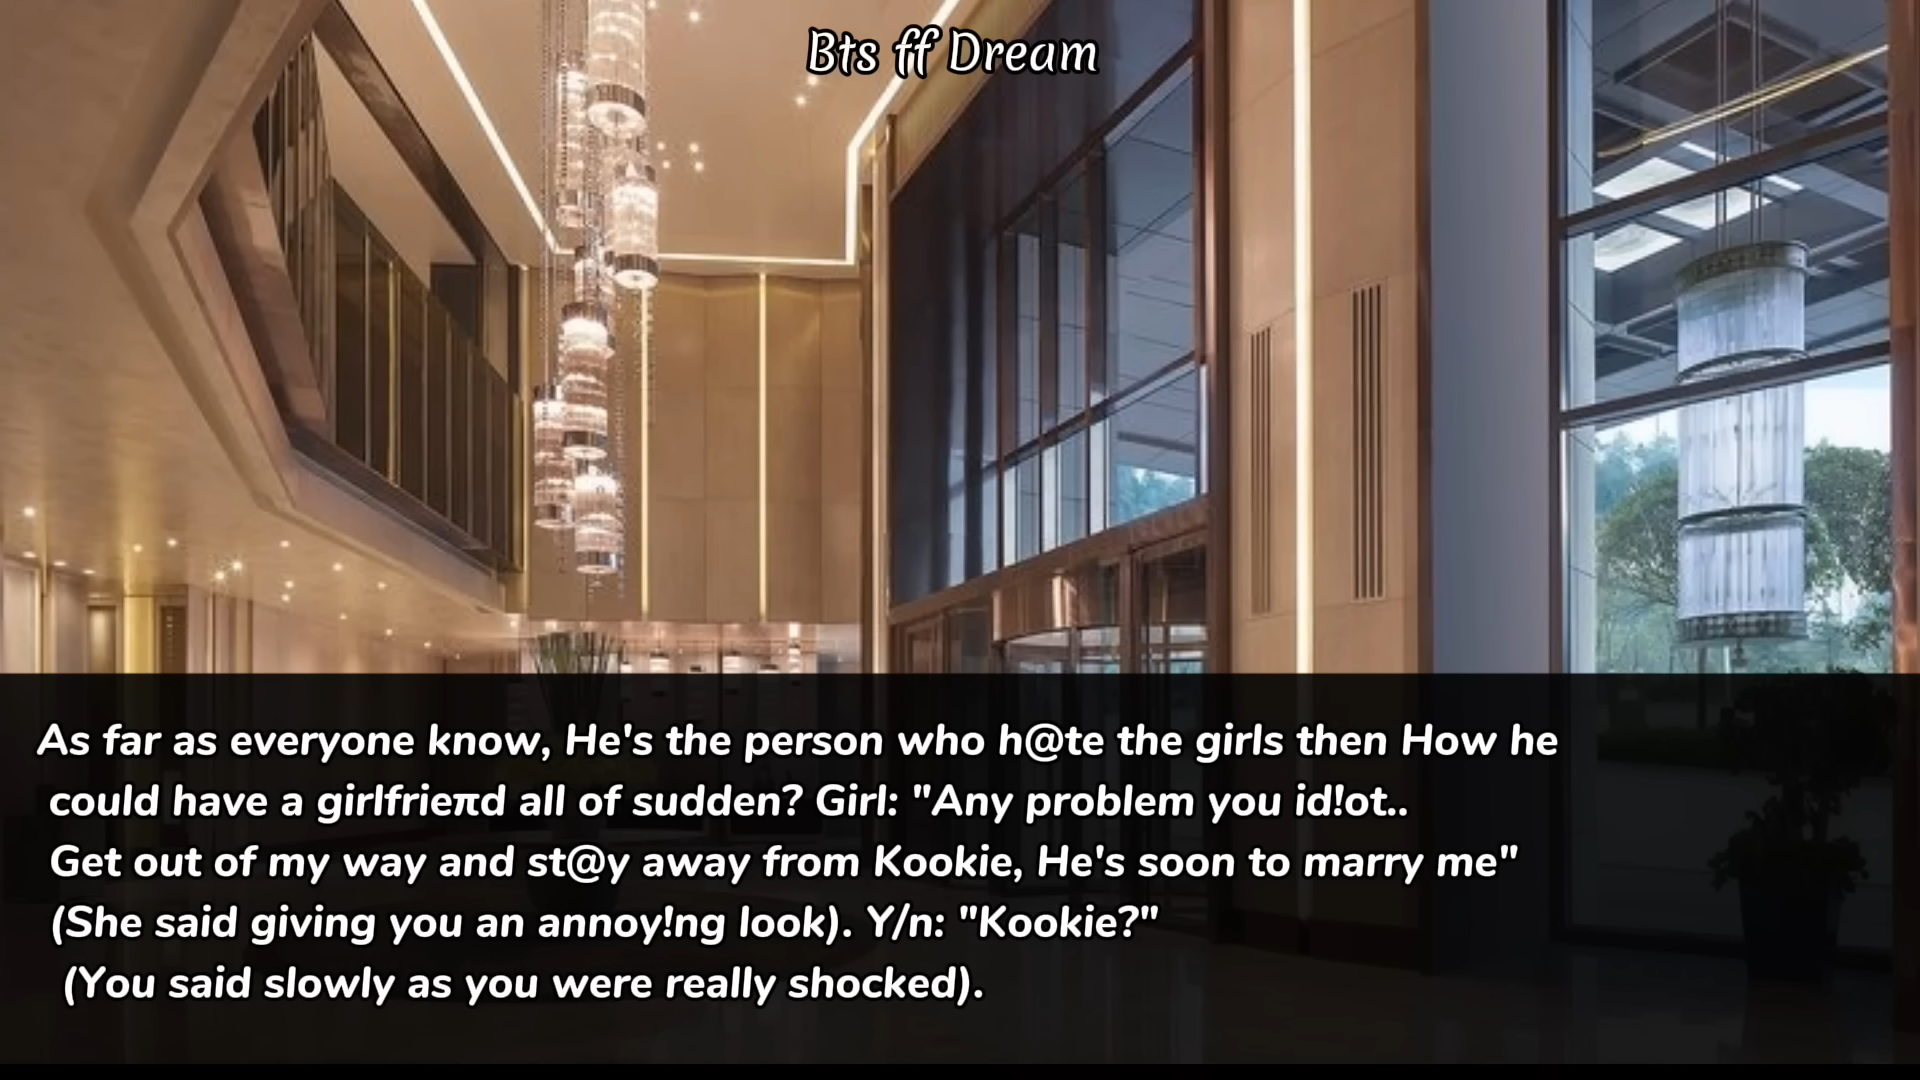 Bts ff Dream
As far as everyone know, He's the person who h@te the girls then How he
could have a girlfrieπd all of sudden? Girl: "Any problem you id!ot..
Get out of my way and st@y away from Kookie, He's soon to marry me"
(She said giving you an annoy!ng look). Y/n: "Kookie?"
(You said slowly as you were really shocked).